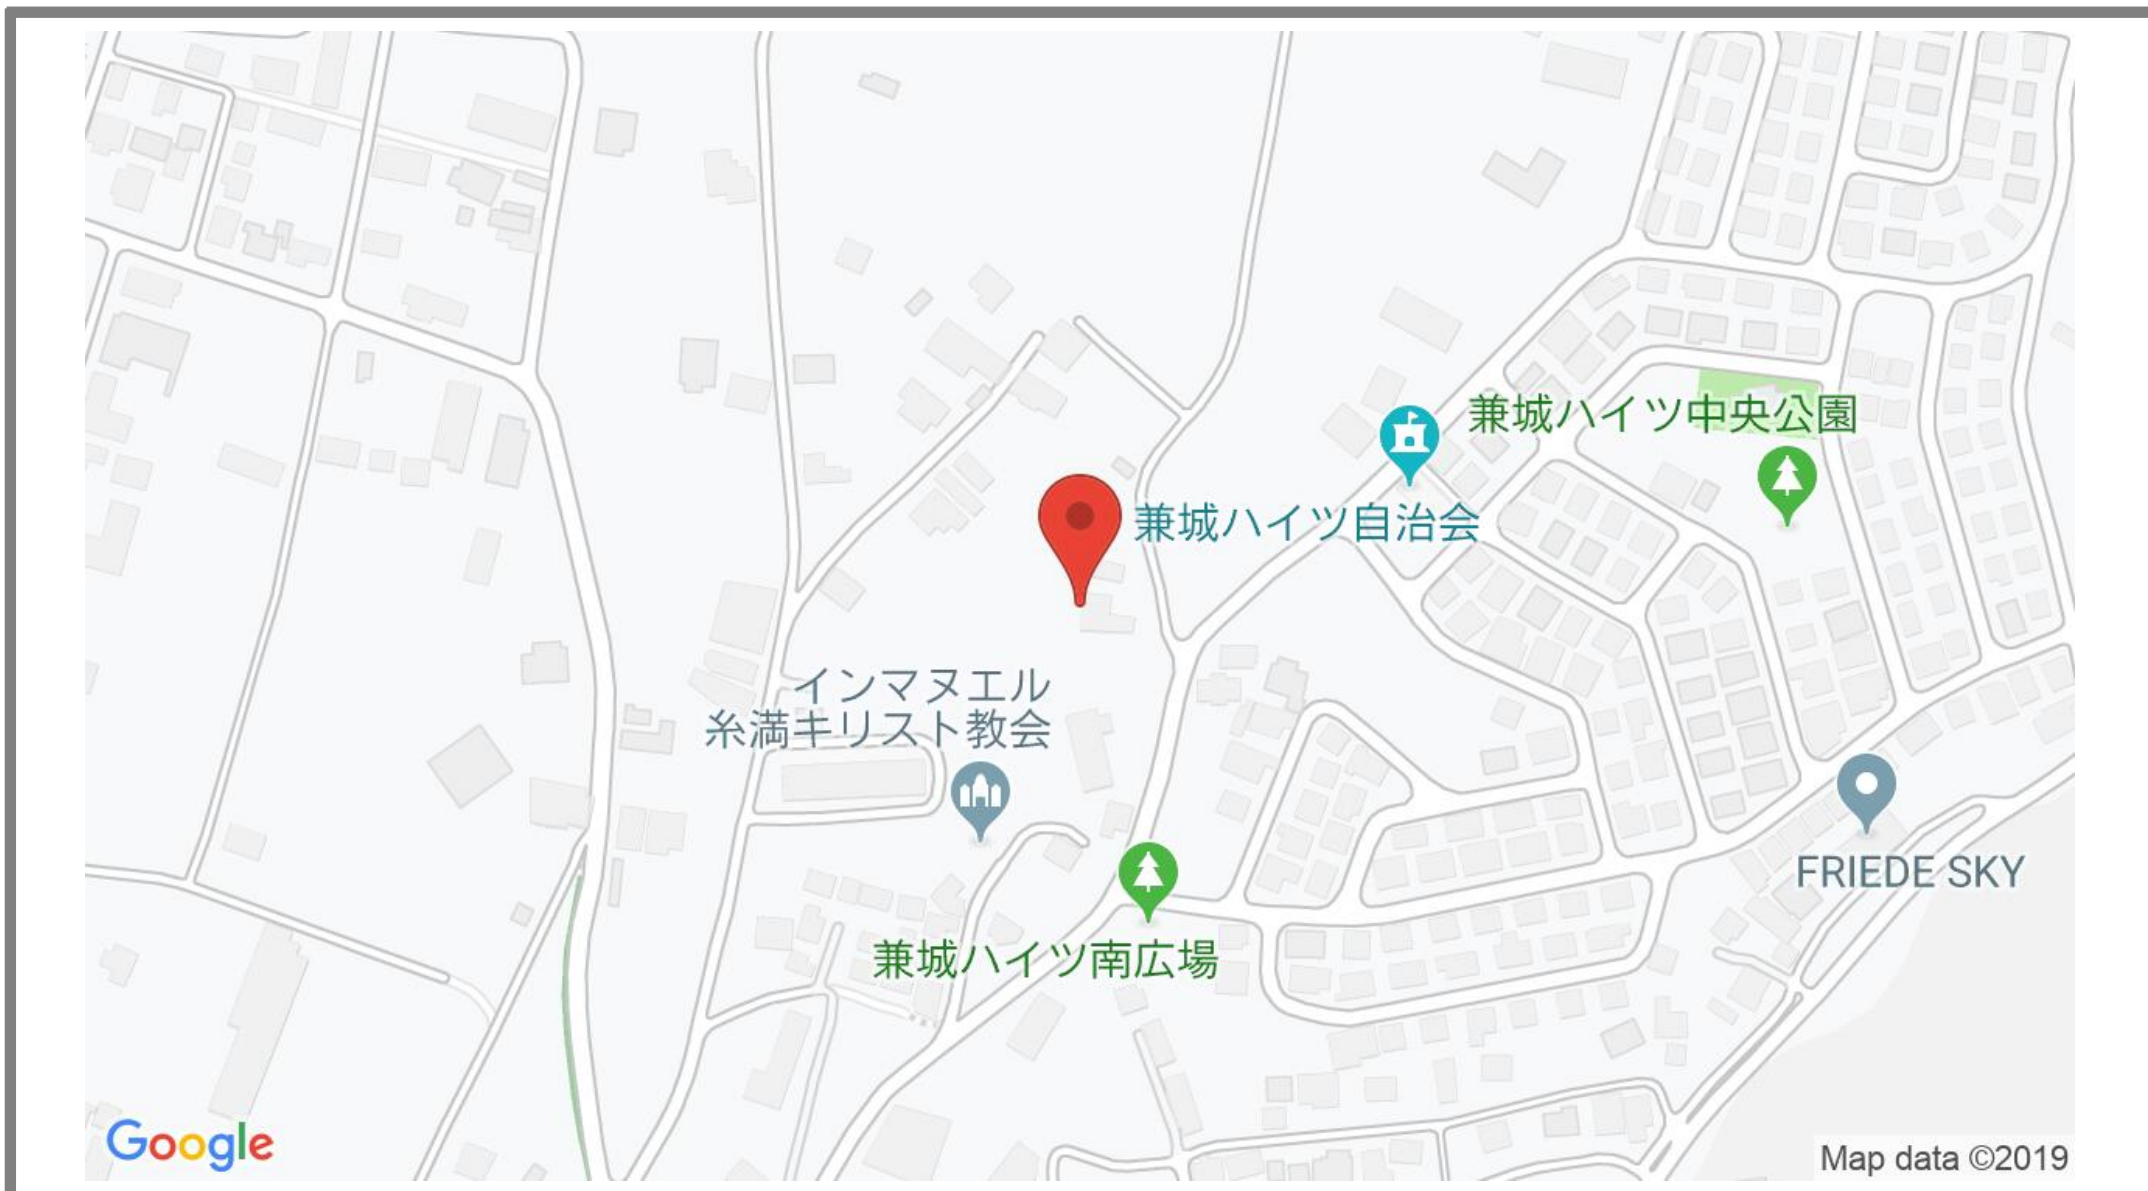 兼城ハイツ中央公園
兼城ハイツ自治会
インマヌエル
糸満キリスト教会
FRIEDE SKY
兼城ハイツ南広場
Google
Map data ©2019